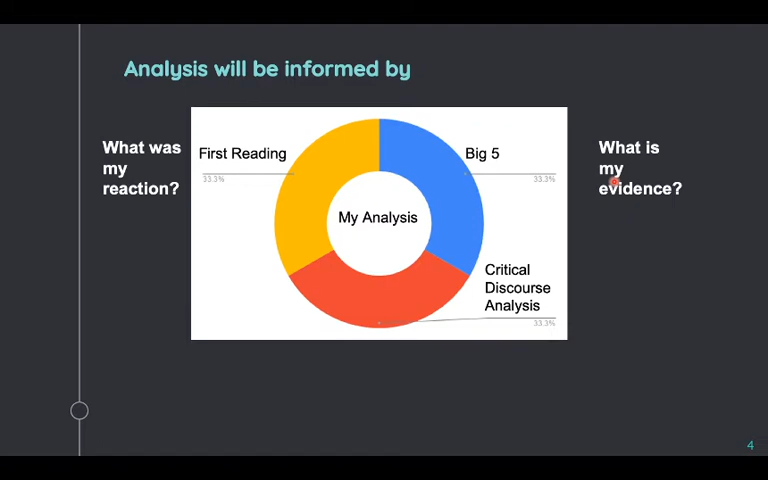 Analysis will be informed by
What was
my
reaction?
First Reading
33.3%
Big 5
33.3%
My Analysis
Critical
Discourse
Analysis
33.3%
What is
my
evidence?
4